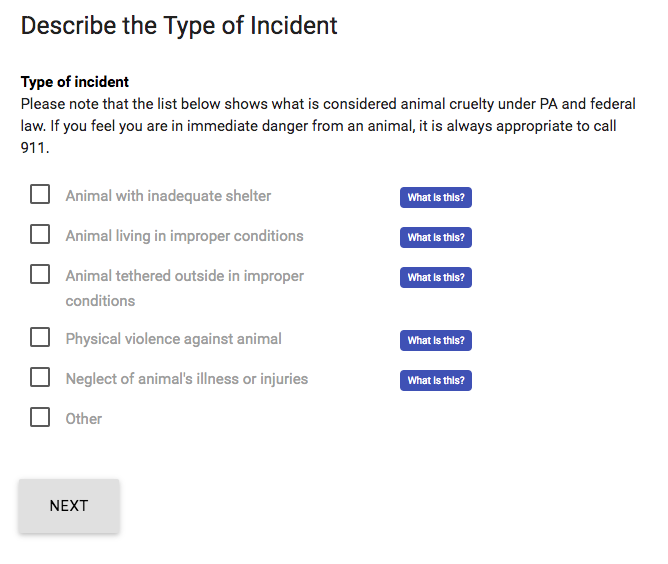 Describe the Type of Incident
Type of incident
Please note that the list below shows what is considered animal cruelty under PA and federal
law. If you feel you are in immediate danger from an animal, it is always appropriate to call
911.
Animal with inadequate shelter What is this?
Animal living in improper conditions What is this?
Animal tethered outside in improper What is this?
conditions
Physical violence against animal What is this?
Neglect of animal's illness or injuries What is this?
Other
NEXT